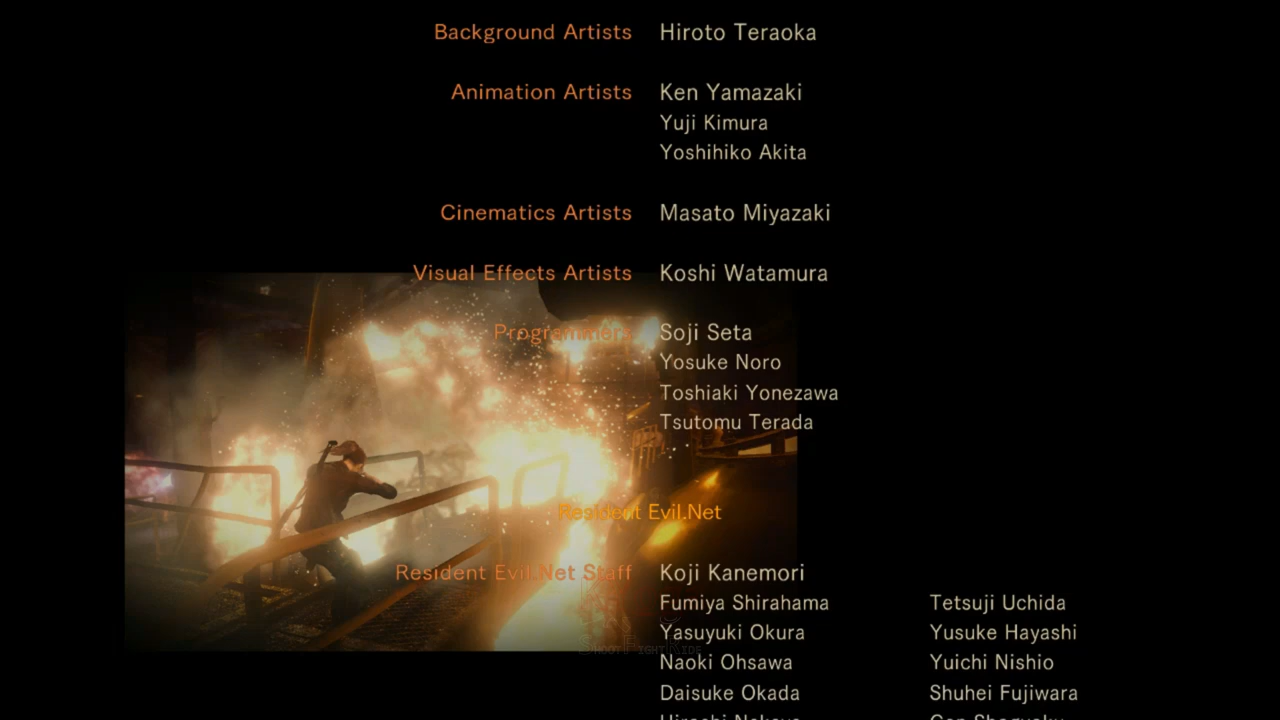 Background Artists Hiroto Teraoka
Animation Artists Ken Yamazaki
Yuji Kimura
Yoshihiko Akita
Cinematics Artists Masato Miyazaki
Visual Effects Artists Koshi Watamura
Programmers Soji Seta
Yosuke Noro
Toshiaki Yonezawa
Tsutomu Terada
Resident Evil.Net
Resident Evil.Net Staff Koji Kanemori
Fumiya Shirahama Tetsuji Uchida
Yasuyuki Okura Yusuke Hayashi
ShootFightRide
Naoki Ohsawa Yuichi Nishio
Daisuke Okada Shuhei Fujiwara